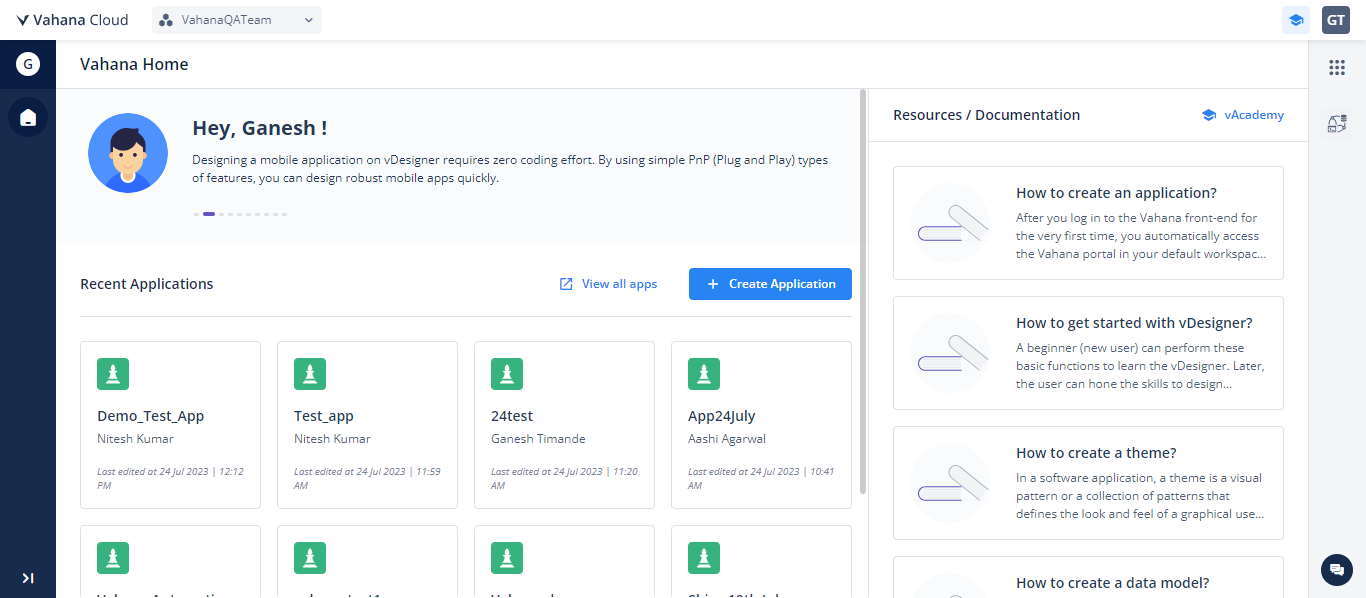 Vahana Cloud
VahanaQATeam
GT
G
Vahana Home
Hey, Ganesh !
Designing a mobile application on vDesigner requires zero coding effort. By using simple PnP (Plug and Play) types
of features, you can design robust mobile apps quickly.
Recent Applications
View all apps
+ Create Application
Demo_Test_App
Nitesh Kumar
Last edited at 24 Jul 2023 | 12:12
PM
Test_app
Nitesh Kumar
Last edited at 24 Jul 2023 | 11:59
AM
24test
Ganesh Timande
Last edited at 24 Jul 2023 | 11:20
AM
App24July
Aashi Agarwal
Last edited at 24 Jul 2023 | 10:41
AM
Resources / Documentation
vAcademy
How to create an application?
After you log in to the Vahana front-end for
the very first time, you automatically access
the Vahana portal in your default workspac...
How to get started with vDesigner?
A beginner (new user) can perform these
basic functions to learn the vDesigner. Later,
the user can hone the skills to design...
How to create a theme?
In a software application, a theme is a visual
pattern or a collection of patterns that
defines the look and feel of a graphical use...
How to create a data model?